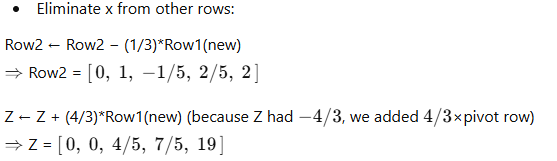 • Eliminate x from other rows:
Row2 ← Row2 − (1/3)*Row1(new)
⇒ Row2 = [0, 1, −1/5, 2/5, 2]
Z ← Z + (4/3)*Row1(new) (because Z had −4/3, we added 4/3×pivot row)
⇒ Z = [0, 0, 4/5, 7/5, 19]